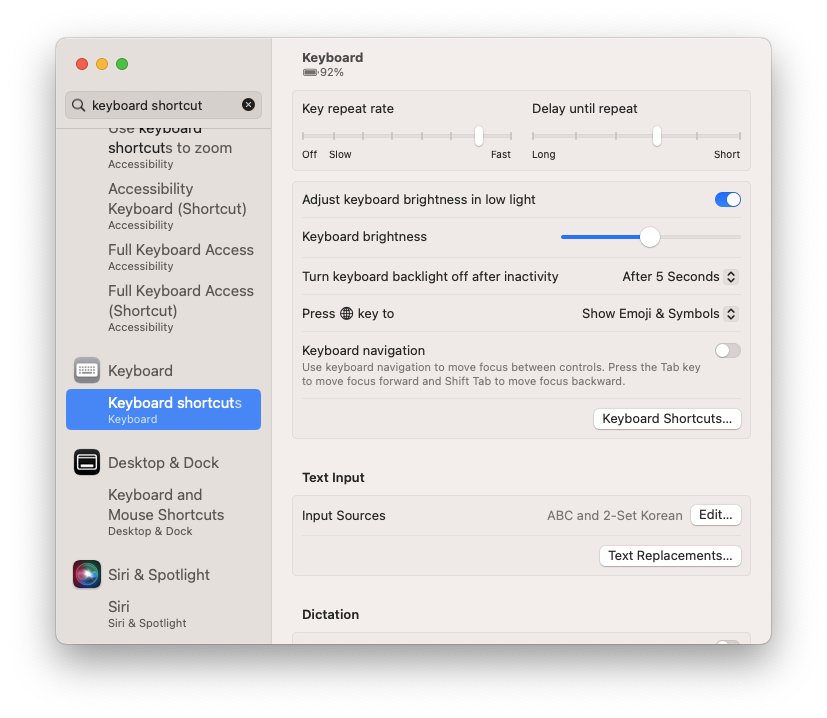 keyboard shortcut
Use keyboard
shortcuts to zoom
Accessibility
Accessibility
Keyboard (Shortcut)
Accessibility
Full Keyboard Access
Accessibility
Full Keyboard Access
(Shortcut)
Accessibility
Keyboard
Keyboard shortcuts
Keyboard
Desktop & Dock
Keyboard and
Mouse Shortcuts
Desktop & Dock
Siri & Spotlight
Siri
Siri & Spotlight
Keyboard
92%
Key repeat rate
Delay until repeat
Off Slow Fast
Long Short
Adjust keyboard brightness in low light
Keyboard brightness
Turn keyboard backlight off after inactivity After 5 Seconds
Press key to Show Emoji & Symbols
Keyboard navigation
Use keyboard navigation to move focus between controls. Press the Tab key
to move focus forward and Shift Tab to move focus backward.
Keyboard Shortcuts...
Text Input
Input Sources ABC and 2-Set Korean Edit...
Text Replacements...
Dictation